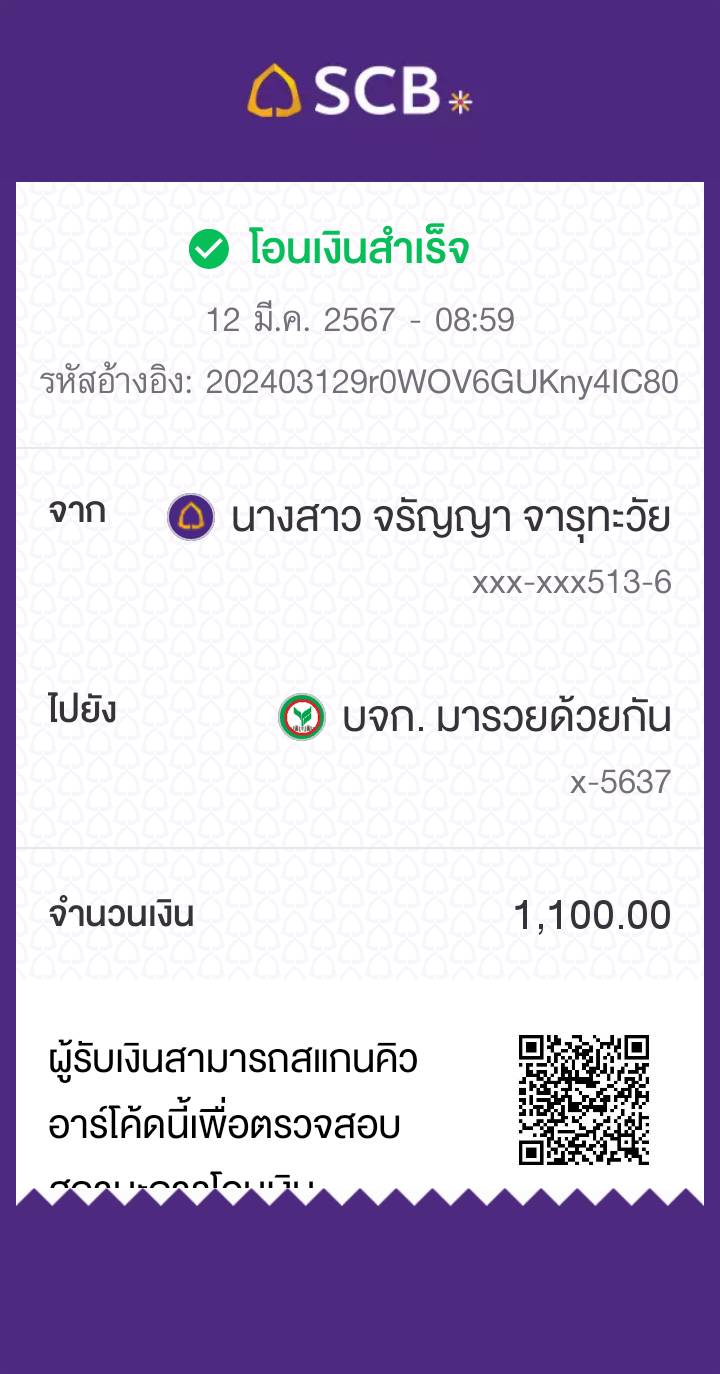 SCB
โอนเงินสำเร็จ
12 มี.ค. 2567 - 08:59
รหัสอ้างอิง: 202403129r0WOV6GUKny4IC80
จาก
นางสาว จรัญญา จารุทะวัย
xxx-xxx513-6
ไปยัง
บจก. มารวยด้วยกัน
x-5637
จำนวนเงิน
1,100.00
ผู้รับเงินสามารถสแกนคิว
อาร์โค้ดนี้เพื่อตรวจสอบ